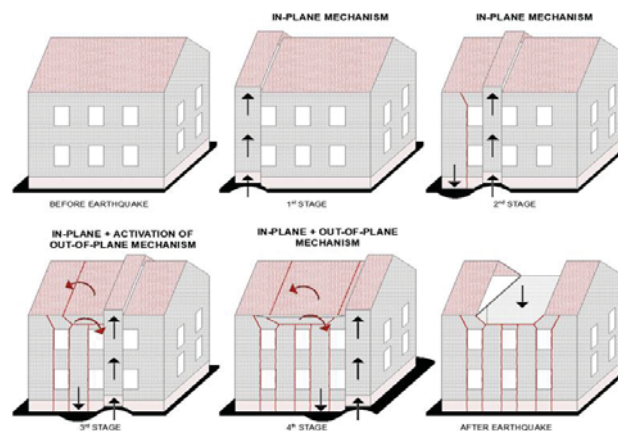 IN-PLANE MECHANISM
IN-PLANE MECHANISM
BEFORE EARTHQUAKE
1st STAGE
2nd STAGE
IN-PLANE + ACTIVATION OF
OUT-OF-PLANE MECHANISM
IN-PLANE + OUT-OF-PLANE
MECHANISM
3rd STAGE
4th STAGE
AFTER EARTHQUAKE